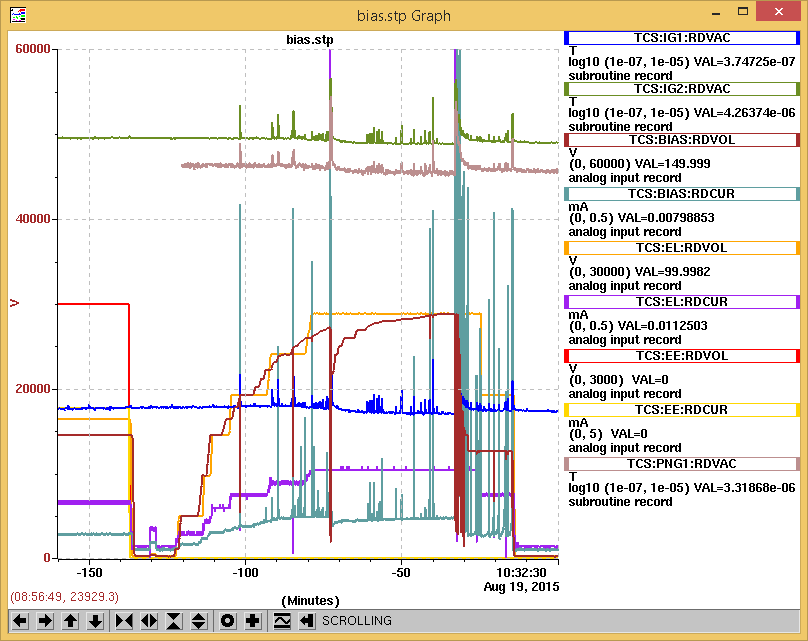 bias.stp Graph
bias.stp
60000
40000
V
20000
0
-150
-100
-50
10:32:30
Aug 19, 2015
(08:56:49, 23929.3)
(Minutes)
TCS:IG1:RDVAC
T
log10 (1e-07, 1e-05) VAL=3.74725e-07
subroutine record
TCS:IG2:RDVAC
T
log10 (1e-07, 1e-05) VAL=4.26374e-06
subroutine record
TCS:BIAS:RDVOL
V
(0, 60000) VAL=149.999
analog input record
TCS:BIAS:RDCUR
mA
(0, 0.5) VAL=0.00798853
analog input record
TCS:EL:RDVOL
V
(0, 30000) VAL=99.9982
analog input record
TCS:EL:RDCUR
mA
(0, 0.5) VAL=0.0112503
analog input record
TCS:EE:RDVOL
V
(0, 3000) VAL=0
analog input record
TCS:EE:RDCUR
mA
(0, 5) VAL=0
analog input record
TCS:PNG1:RDVAC
T
log10 (1e-07, 1e-05) VAL=3.31868e-06
subroutine record
SCROLLING